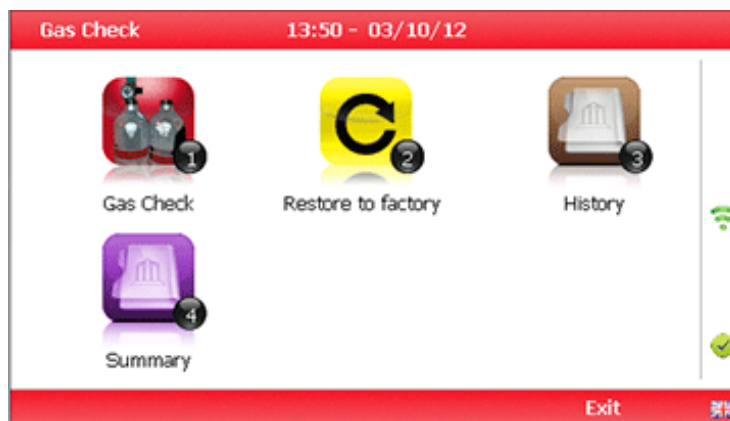 Gas Check 13:50 - 03/10/12
1 2 3
Gas Check Restore to factory History
4
Summary
Exit